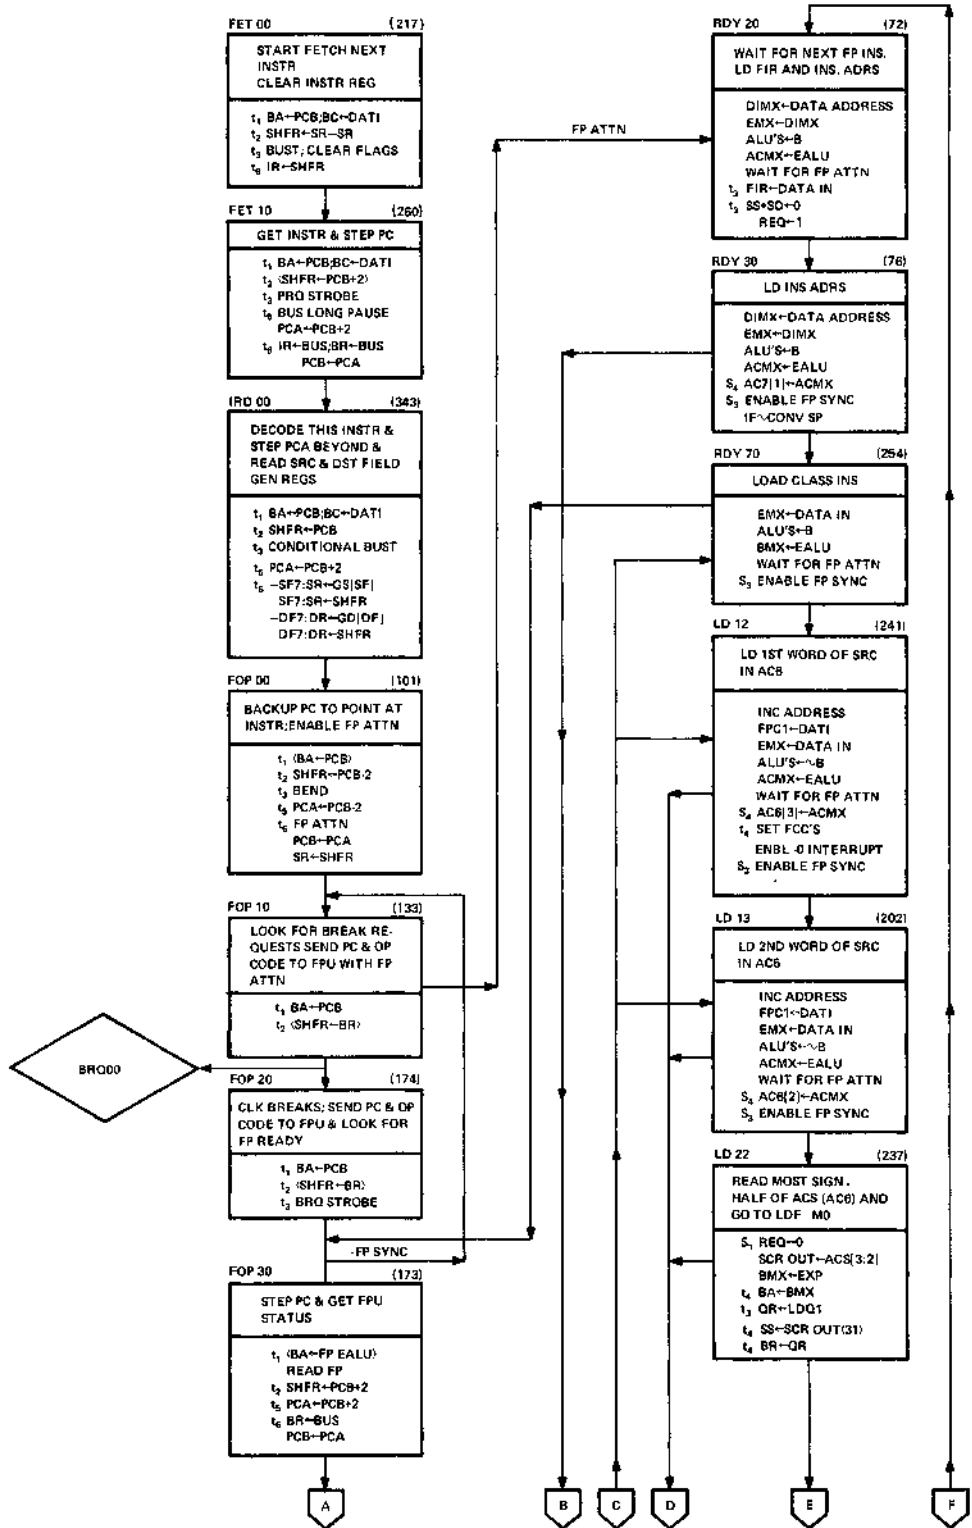 FET 00 (217)
START FETCH NEXT
INSTR
CLEAR INSTR REG
t₁ BA←PCB;BC←DATI
t₂ SHFR←SR–SR
t₃ BUST; CLEAR FLAGS
t₆ IR←SHFR
FET 10 (260)
GET INSTR & STEP PC
t₁ BA←PCB;BC←DATI
t₂ (SHFR←PCB+2)
t₃ PRQ STROBE
t₆ BUS LONG PAUSE
PCA←PCB+2
t₆ IR←BUS;BR←BUS
PCB←PCA
IRD 00 (343)
DECODE THIS INSTR &
STEP PCA BEYOND &
READ SRC & DST FIELD
GEN REGS
t₁ BA←PCB;BC←DATI
t₂ SHFR←PCB
t₃ CONDITIONAL BUST
t₅ PCA←PCB+2
t₆ –SF7:SR←GS[SF]
SF7:SR←SHFR
–DF7:DR←GD[DF]
DF7:DR←SHFR
FOP 00 (101)
BACKUP PC TO POINT AT
INSTR;ENABLE FP ATTN
t₁ (BA←PCB)
t₂ SHFR←PCB-2
t₃ BEND
t₅ PCA←PCB-2
t₆ FP ATTN
PCB←PCA
SR←SHFR
FOP 10 (133)
LOOK FOR BREAK RE-
QUESTS SEND PC & OP
CODE TO FPU WITH FP
ATTN
t₁ BA←PCB
t₂ (SHFR←BR)
BRQ00
FOP 20 (174)
CLK BREAKS; SEND PC & OP
CODE TO FPU & LOOK FOR
FP READY
t₁ BA←PCB
t₂ (SHFR←BR)
t₃ BRQ STROBE
-FP SYNC
FOP 30 (173)
STEP PC & GET FPU
STATUS
t₁ (BA←FP EALU)
READ FP
t₂ SHFR←PCB+2
t₅ PCA←PCB+2
t₆ BR←BUS
PCB←PCA
A
FP ATTN
RDY 20 (72)
WAIT FOR NEXT FP INS.
LD FIR AND INS. ADRS
DIMX←DATA ADDRESS
EMX←DIMX
ALU'S←B
ACMX←EALU
WAIT FOR FP ATTN
t₃ FIR←DATA IN
t₃ SS+SD←0
REQ←1
RDY 30 (76)
LD INS ADRS
DIMX←DATA ADDRESS
EMX←DIMX
ALU'S←B
ACMX←EALU
S₄ AC7[1]←ACMX
S₃ ENABLE FP SYNC
IF~CONV SP
RDY 70 (254)
LOAD CLASS INS
EMX←DATA IN
ALU'S←B
BMX←EALU
WAIT FOR FP ATTN
S₃ ENABLE FP SYNC
LD 12 (241)
LD 1ST WORD OF SRC
IN AC6
INC ADDRESS
FPC1←DATI
EMX←DATA IN
ALU'S←~B
ACMX←EALU
WAIT FOR FP ATTN
S₄ AC6[3]←ACMX
t₄ SET FCC'S
ENBL -0 INTERRUPT
S₃ ENABLE FP SYNC
LD 13 (202)
LD 2ND WORD OF SRC
IN AC6
INC ADDRESS
FPC1←DATI
EMX←DATA IN
ALU'S←~B
ACMX←EALU
WAIT FOR FP ATTN
S₄ AC6[2]←ACMX
S₃ ENABLE FP SYNC
LD 22 (237)
READ MOST SIGN.
HALF OF ACS (AC6) AND
GO TO LDF M0
S₁ REQ←0
SCR OUT←ACS[3:2]
BMX←EXP
t₄ BA←BMX
t₃ QR←LDQ1
t₄ SS←SCR OUT(31)
t₄ BR←QR
B
C
D
E
F